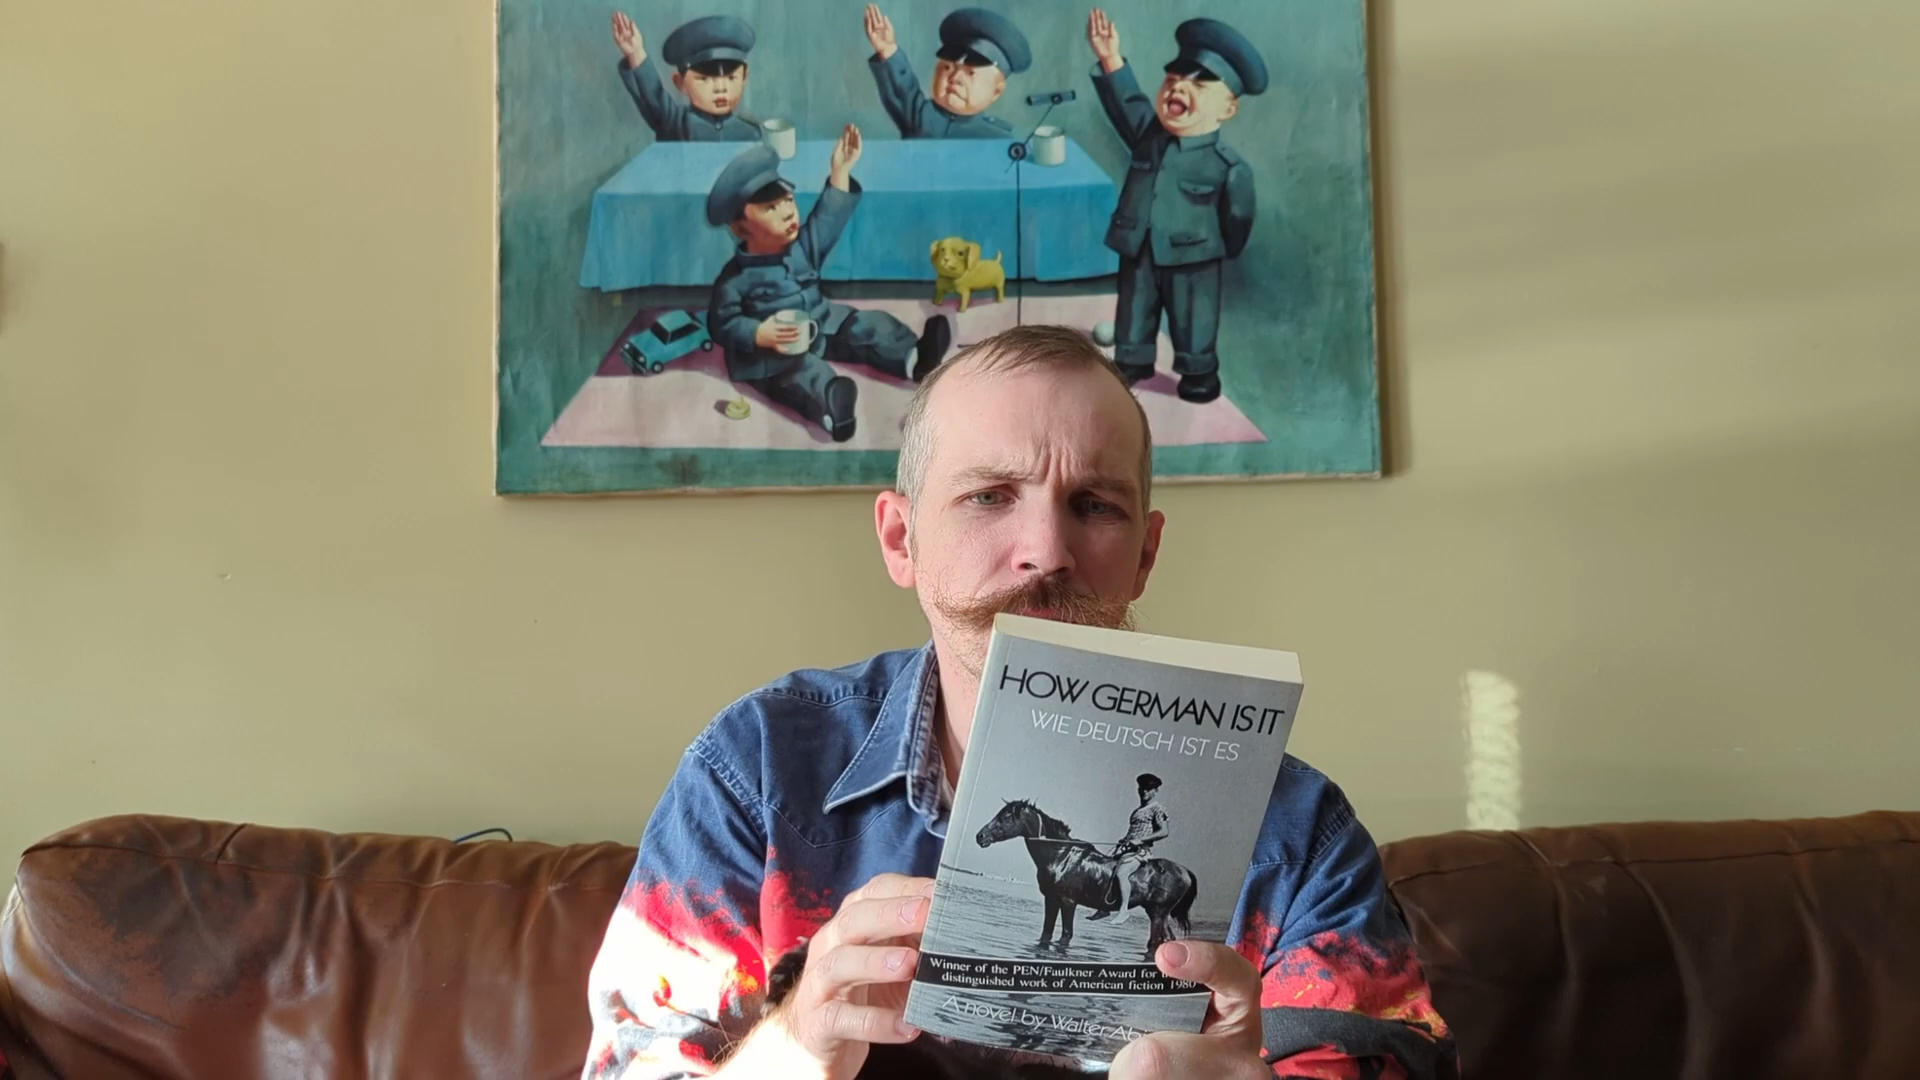 HOW GERMAN IS IT
WIE DEUTSCH IST ES
Winner of the PEN/Faulkner Award for
distinguished work of American fiction 1980
A novel by Walter